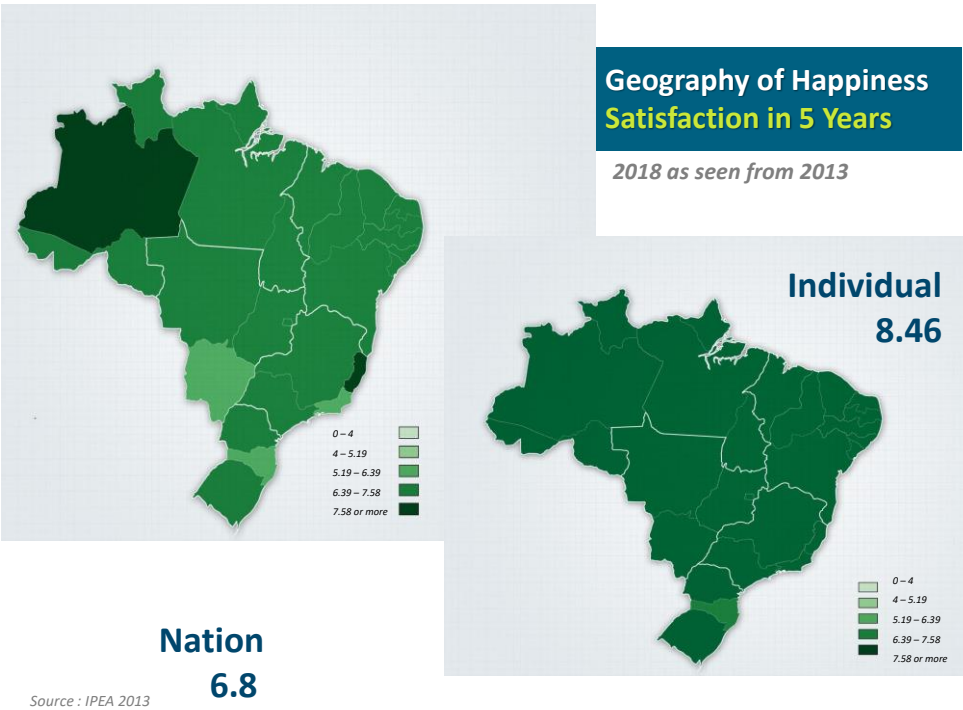 Geography of Happiness
Satisfaction in 5 Years
2018 as seen from 2013
Individual
8.46
0 – 4
4 – 5.19
5.19 – 6.39
6.39 – 7.58
7.58 or more
0 – 4
4 – 5.19
5.19 – 6.39
6.39 – 7.58
7.58 or more
Nation
6.8
Source : IPEA 2013